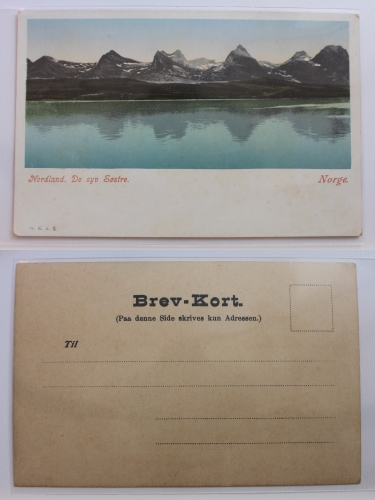 Nordland. De syv Søstre.
Norge.
Brev-Kort.
(Paa denne Side skrives kun Adressen.)
Til